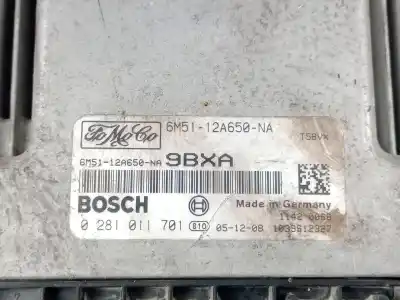 FoMoCo 6M51-12A650-NA
T5BVX
6M51-12A650-NA 9BXA
BOSCH Made in Germany
1142
0 281 011 701 810 05-12-08 1039S12327